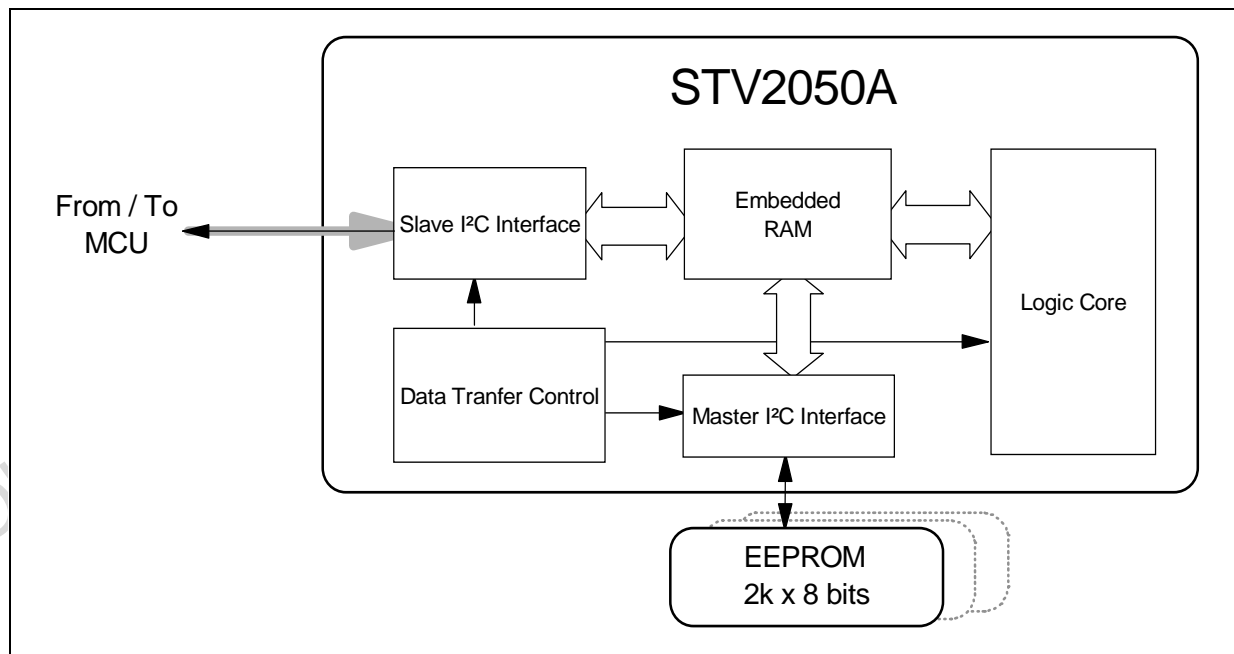 STV2050A
From / To
MCU
Slave I²C Interface
Embedded
RAM
Logic Core
Data Tranfer Control
Master I²C Interface
EEPROM
2k x 8 bits